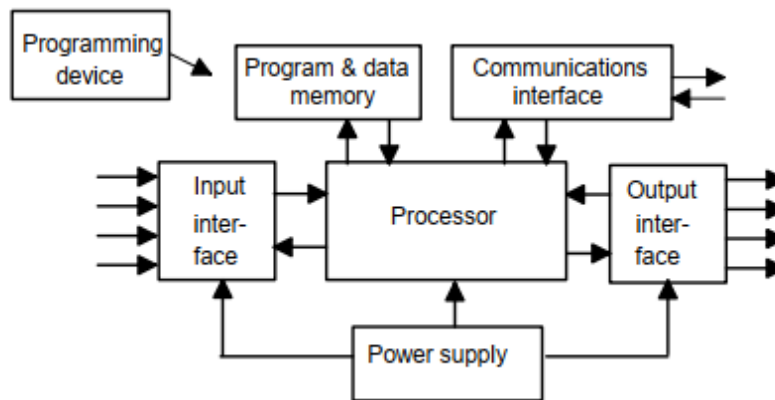 Programming
device
Program & data
memory
Communications
interface
Input
inter-
face
Processor
Output
inter-
face
Power supply